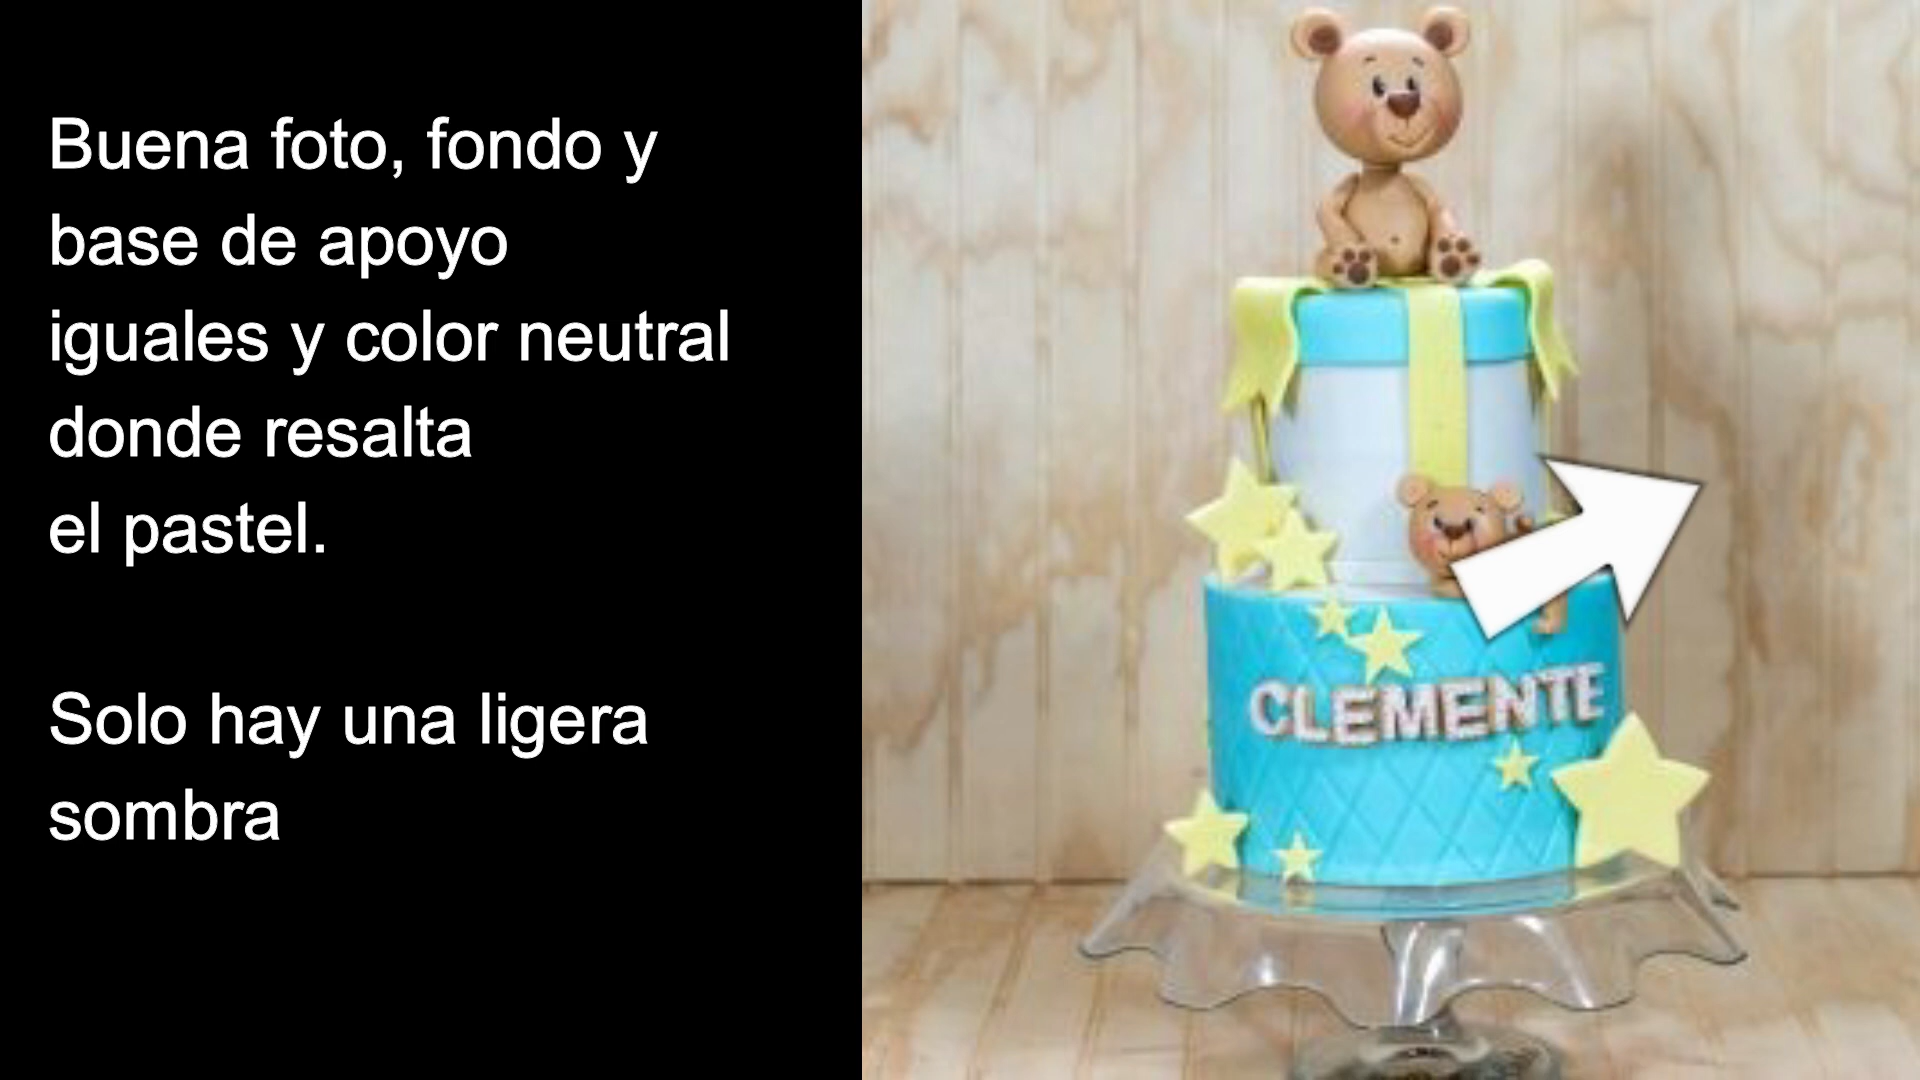 Buena foto, fondo y
base de apoyo
iguales y color neutral
donde resalta
el pastel.
Solo hay una ligera
sombra
CLEMENTE